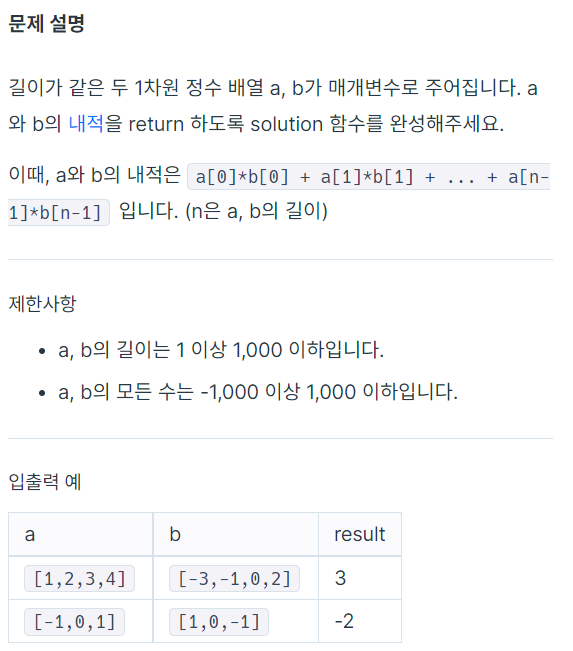 문제 설명
길이가 같은 두 1차원 정수 배열 a, b가 매개변수로 주어집니다. a
와 b의 내적을 return 하도록 solution 함수를 완성해주세요.
이때, a와 b의 내적은 a[0]*b[0] + a[1]*b[1] + ... + a[n-
1]*b[n-1] 입니다. (n은 a, b의 길이)
제한사항
• a, b의 길이는 1 이상 1,000 이하입니다.
• a, b의 모든 수는 -1,000 이상 1,000 이하입니다.
입출력 예
a b result
[1,2,3,4] [-3,-1,0,2] 3
[-1,0,1] [1,0,-1] -2